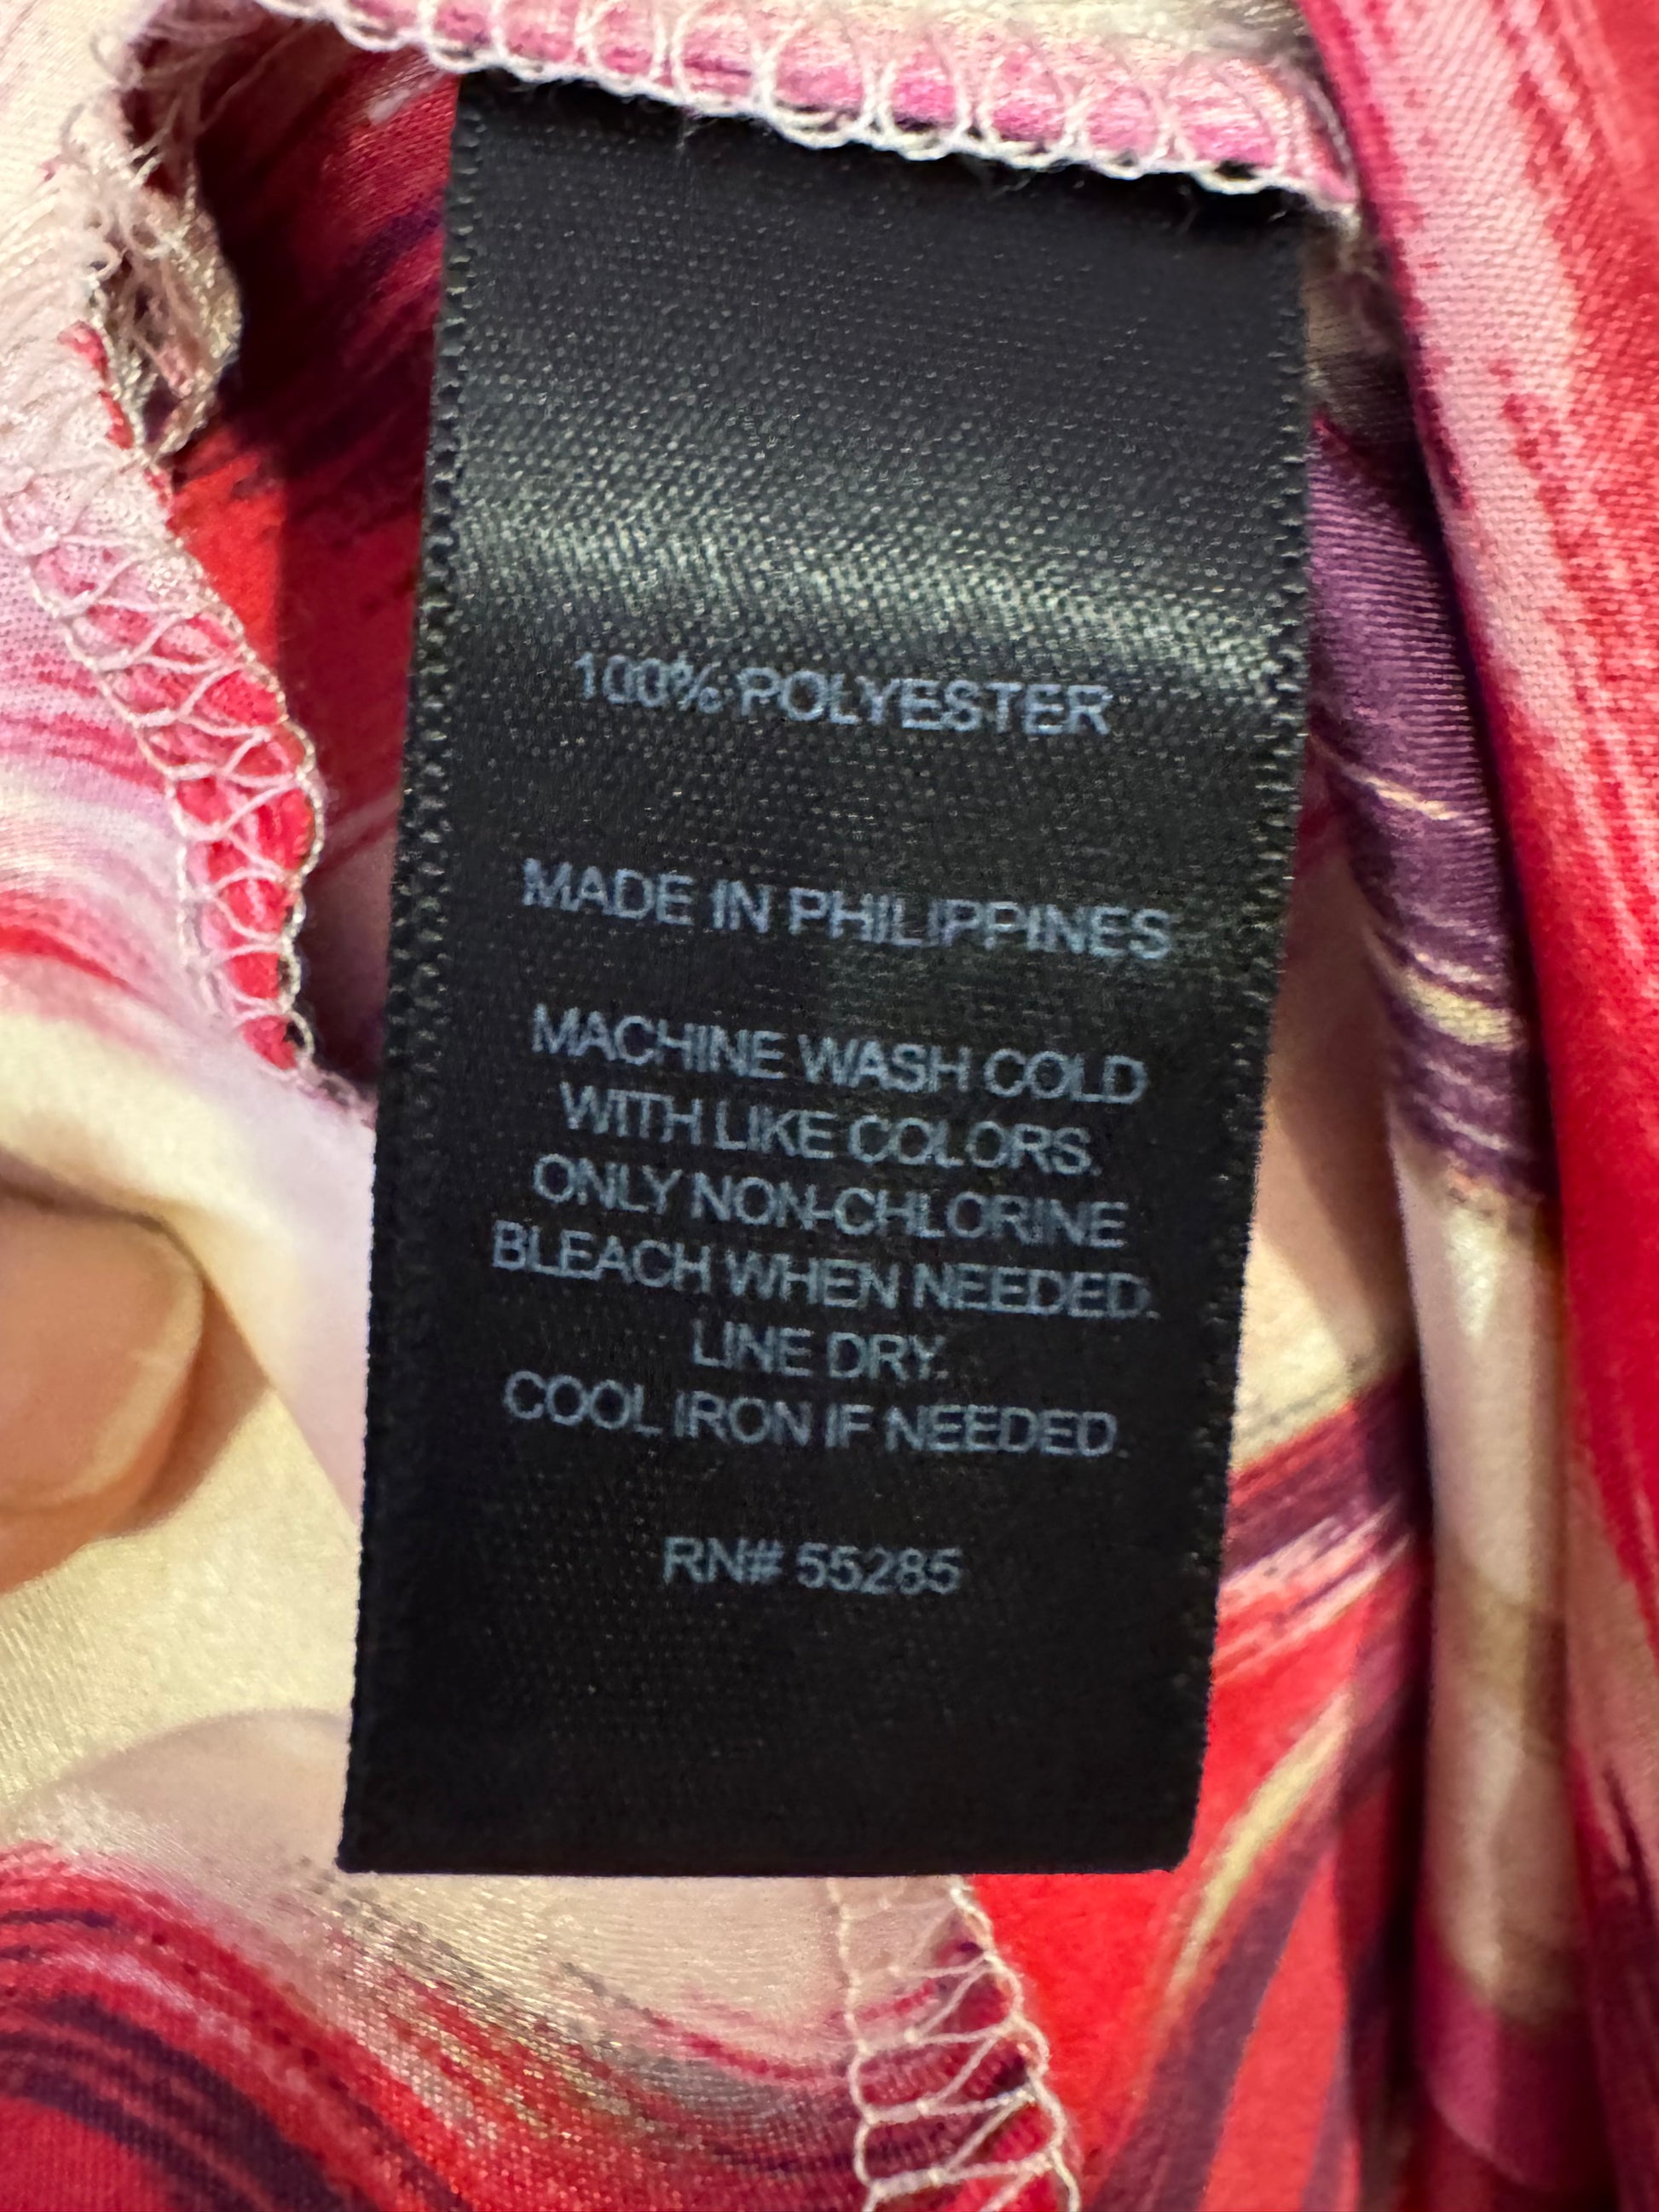 100% POLYESTER
MADE IN PHILIPPINES
MACHINE WASH COLD
WITH LIKE COLORS.
ONLY NON-CHLORINE
BLEACH WHEN NEEDED.
LINE DRY.
COOL IRON IF NEEDED.
RN# 55285